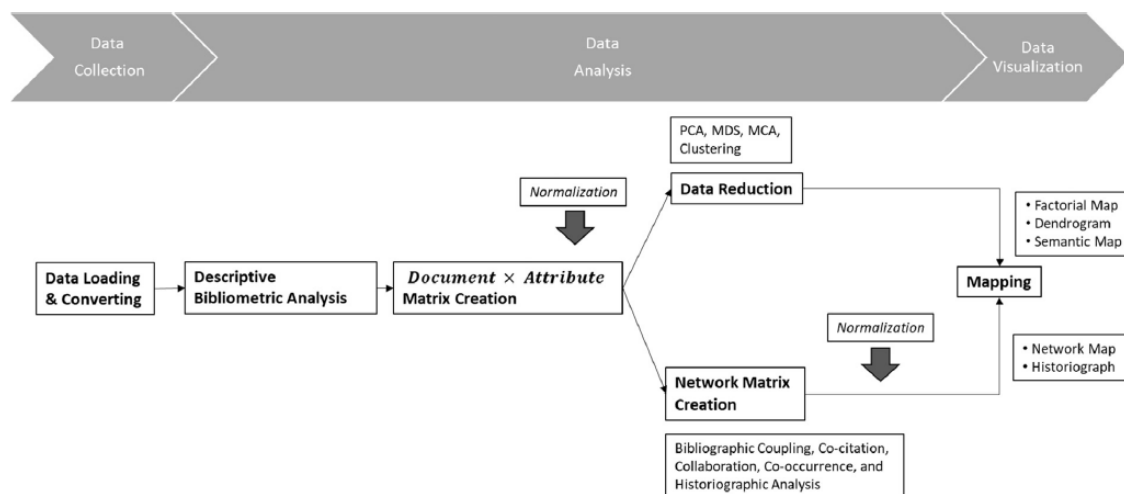 Data
Collection
Data
Analysis
Data
Visualization
PCA, MDS, MCA,
Clustering
Normalization
Data Reduction
• Factorial Map
• Dendrogram
• Semantic Map
Data Loading
& Converting
Descriptive
Bibliometric Analysis
Document × Attribute
Matrix Creation
Mapping
Normalization
• Network Map
• Historiograph
Network Matrix
Creation
Bibliographic Coupling, Co-citation,
Collaboration, Co-occurrence, and
Historiographic Analysis